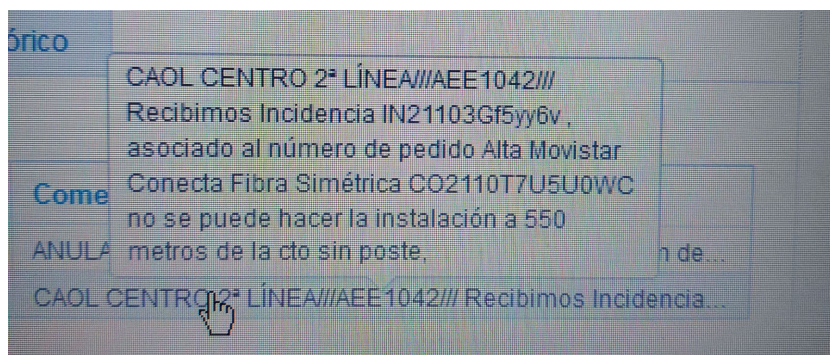 órico
CAOL CENTRO 2ª LÍNEA///AEE1042///
Recibimos Incidencia IN21103Gf5yy6v ,
asociado al número de pedido Alta Movistar
Conecta Fibra Simétrica CO2110T7U5U0WC
no se puede hacer la instalación a 550
metros de la cto sin poste,
Come
ANULA
n de...
CAOL CENTRO 2ª LÍNEA///AEE1042/// Recibimos Incidencia...